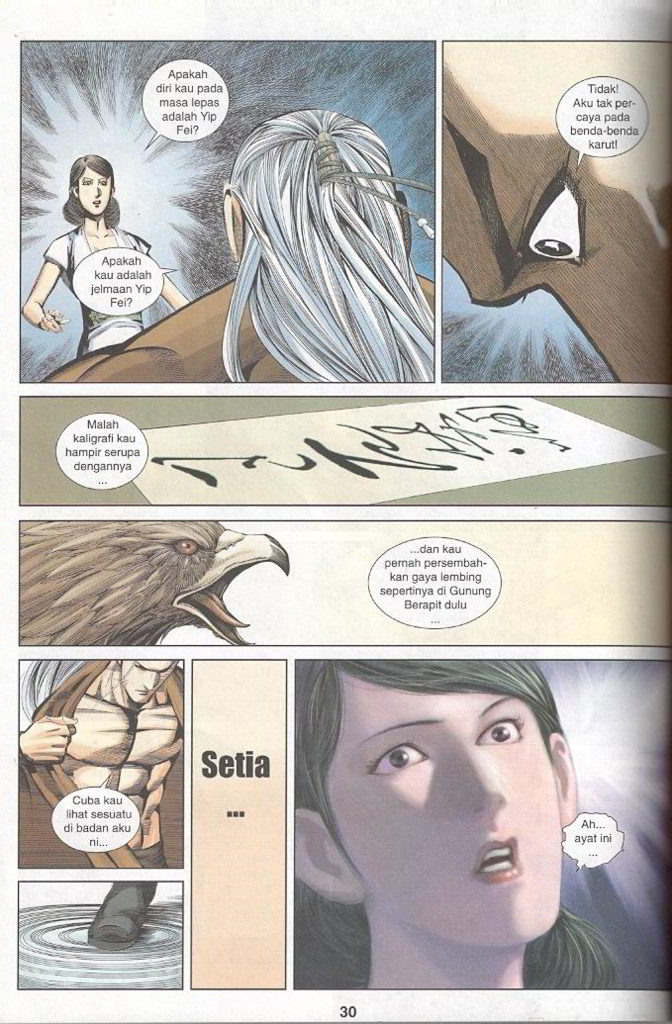 Apakah
diri kau pada
masa lepas
adalah Yip
Fei?
Apakah
kau adalah
jelmaan Yip
Fei?
Tidak!
Aku tak per-
caya pada
benda-benda
karut!
Malah
kaligrafi kau
hampir serupa
dengannya
...
...dan kau
pernah persembah-
kan gaya lembing
sepertinya di Gunung
Berapit dulu
...
Cuba kau
lihat sesuatu
di badan aku
ni...
Setia
...
Ah...
ayat ini
...
30